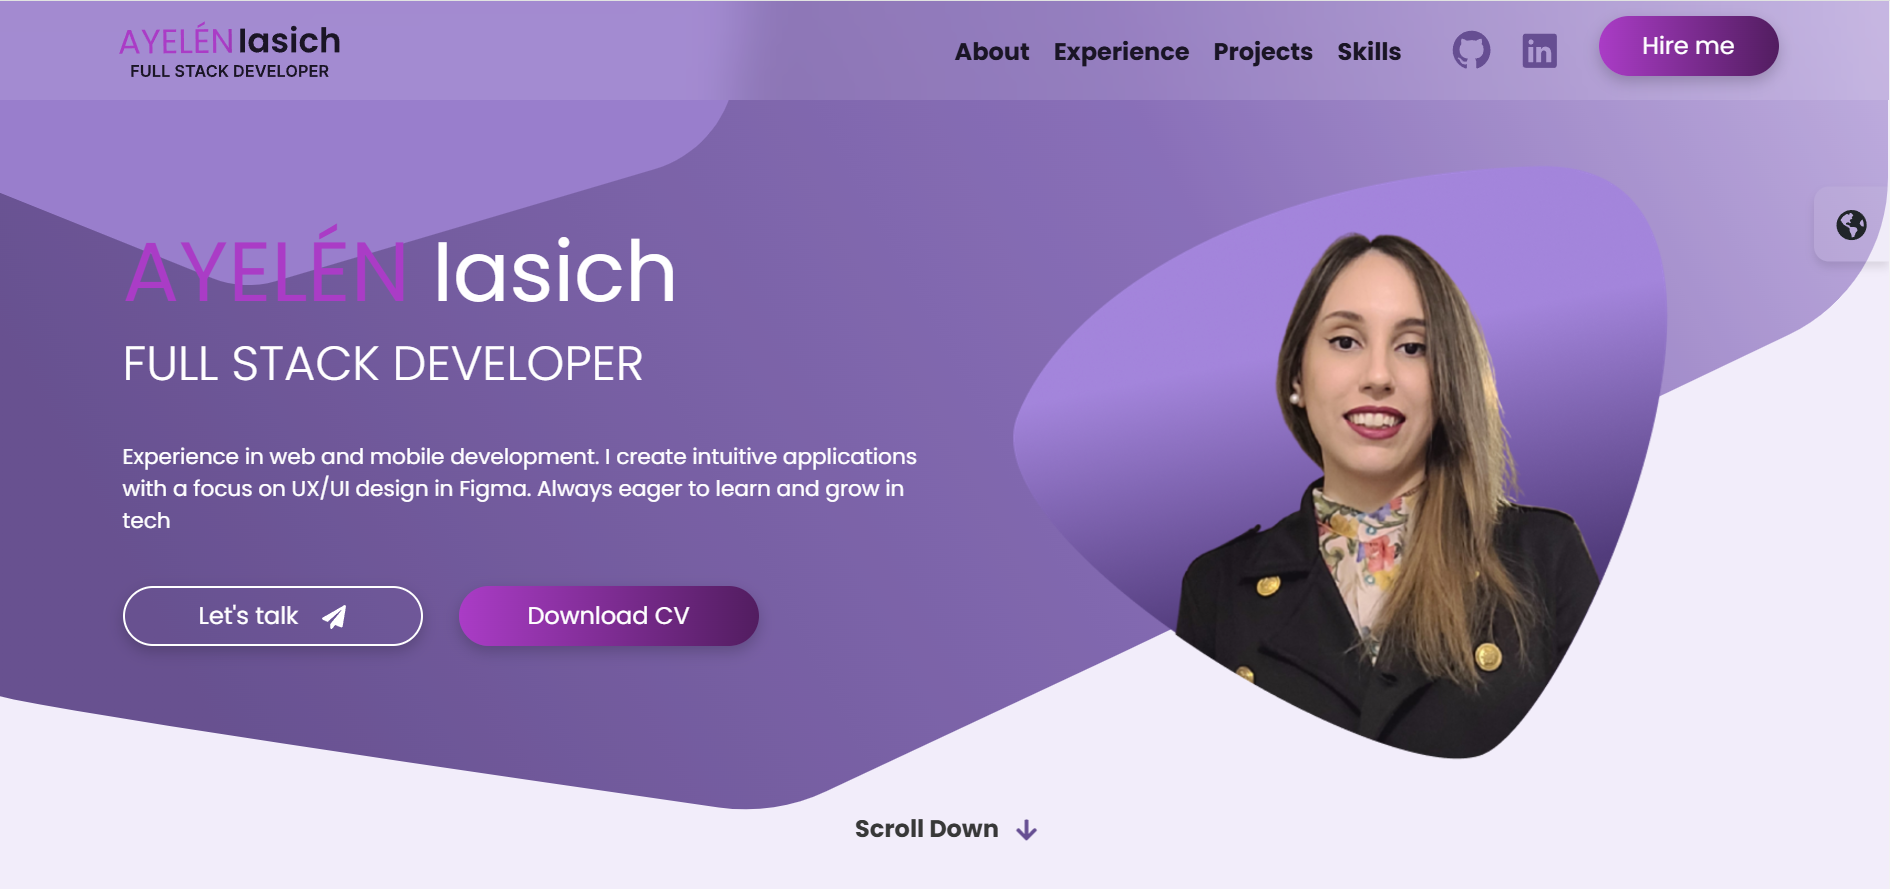 AYELÉN Iasich
FULL STACK DEVELOPER
About Experience Projects Skills
in
Hire me
AYELÉN Iasich
FULL STACK DEVELOPER
Experience in web and mobile development. I create intuitive applications
with a focus on UX/UI design in Figma. Always eager to learn and grow in
tech
Let's talk
Download CV
Scroll Down